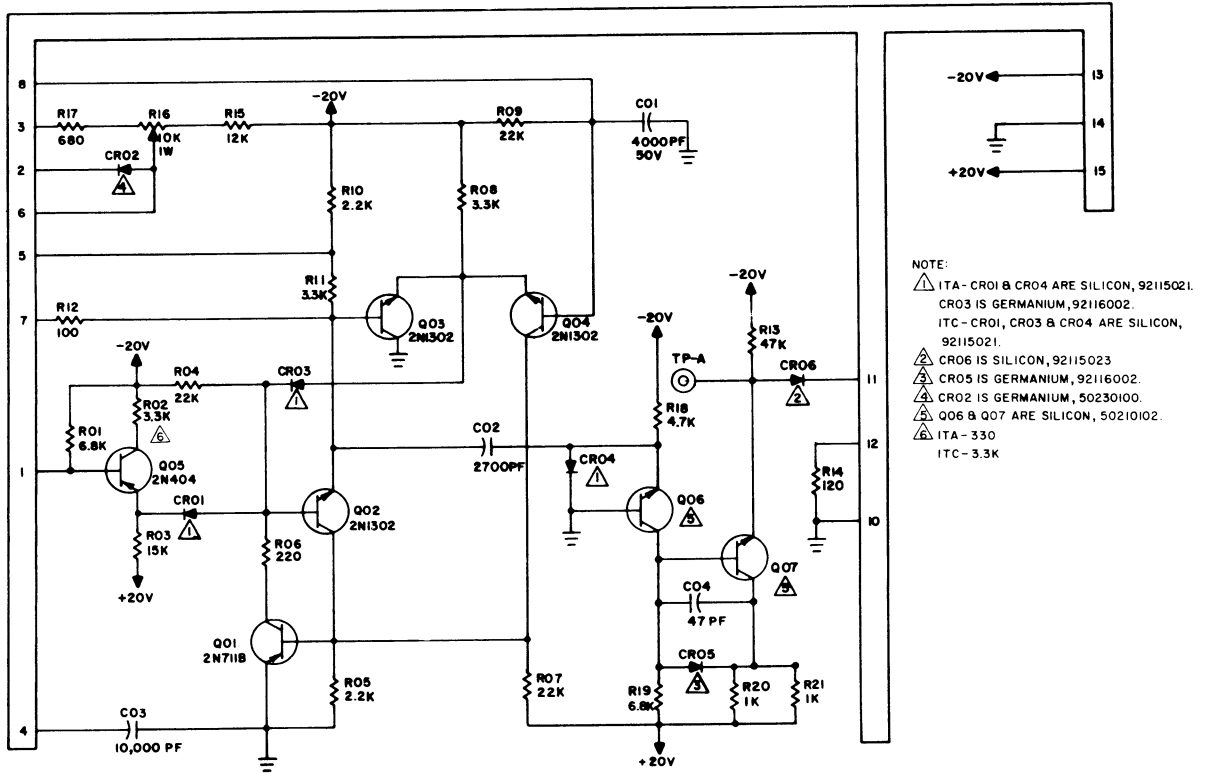 8
-20V
R17
680
R16
10K
1W
R15
12K
R09
22K
C01
4000PF
50V
-20V
13
14
+20V
15
3
CR02
4
2
6
R10
2.2K
R08
3.3K
5
R11
3.3K
NOTE:
1 ITA-CR01 & CR04 ARE SILICON, 92115021.
CR03 IS GERMANIUM, 92116002.
ITC-CR01, CR03 & CR04 ARE SILICON,
92115021.
2 CR06 IS SILICON, 92115023
3 CR05 IS GERMANIUM, 92116002.
4 CR02 IS GERMANIUM, 50230100.
5 Q06 & Q07 ARE SILICON, 50210102.
6 ITA-330
ITC-3.3K
R12
100
7
Q03
2N1302
Q04
2N1302
-20V
-20V
R13
47K
-20V
R04
22K
CR03
1
TP-A
CR06
2
11
R02
3.3K
6
R01
6.8K
R18
4.7K
C02
2700PF
12
1
Q05
2N404
CR04
1
R14
120
CR01
1
Q02
2N1302
Q06
5
10
R03
15K
R06
220
+20V
Q07
5
C04
47PF
Q01
2N711B
CR05
3
R05
2.2K
R07
22K
R19
6.8K
R20
1K
R21
1K
4
C03
10,000 PF
+20V